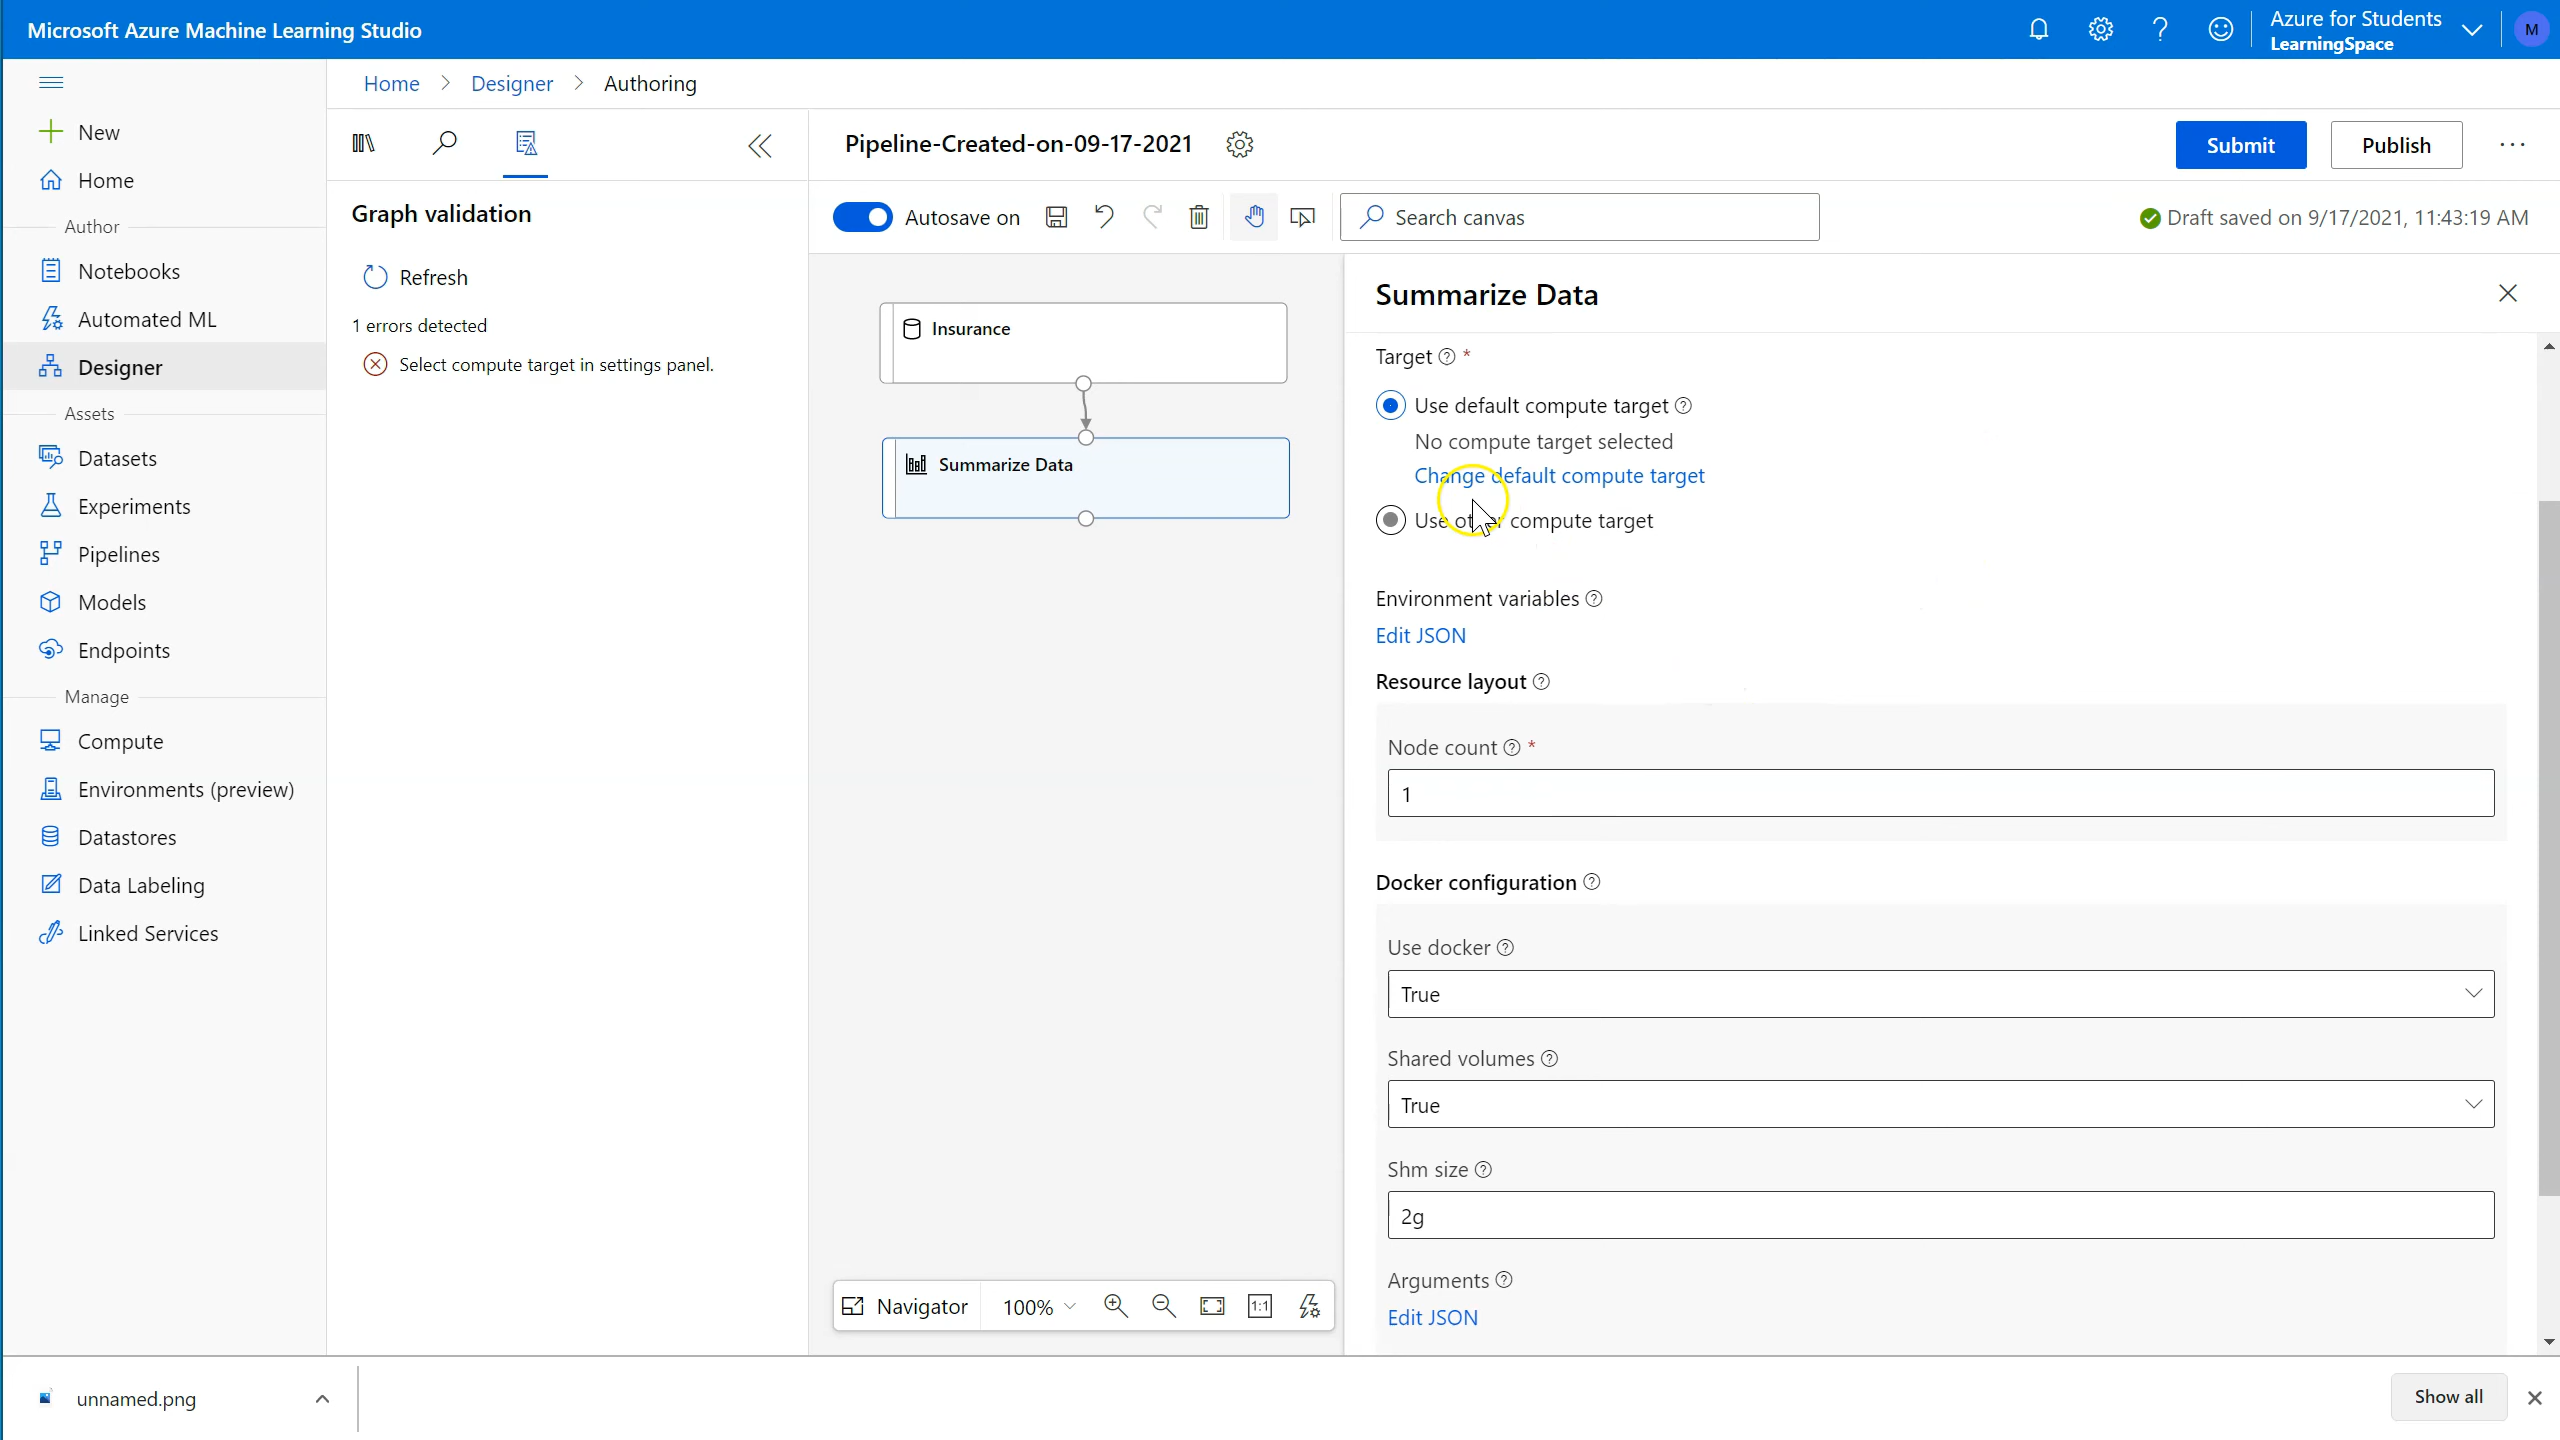 Microsoft Azure Machine Learning Studio
Azure for Students
LearningSpace
M
Home > Designer > Authoring
New
Home
Author
Notebooks
Automated ML
Designer
Assets
Datasets
Experiments
Pipelines
Models
Endpoints
Manage
Compute
Environments (preview)
Datastores
Data Labeling
Linked Services
Graph validation
Refresh
1 errors detected
Select compute target in settings panel.
Pipeline-Created-on-09-17-2021
Submit
Publish
Autosave on
Search canvas
Draft saved on 9/17/2021, 11:43:19 AM
Insurance
Summarize Data
Navigator
100%
1:1
Summarize Data
Target *
Use default compute target
No compute target selected
Change default compute target
Use other compute target
Environment variables
Edit JSON
Resource layout
Node count *
1
Docker configuration
Use docker
True
Shared volumes
True
Shm size
2g
Arguments
Edit JSON
unnamed.png
Show all